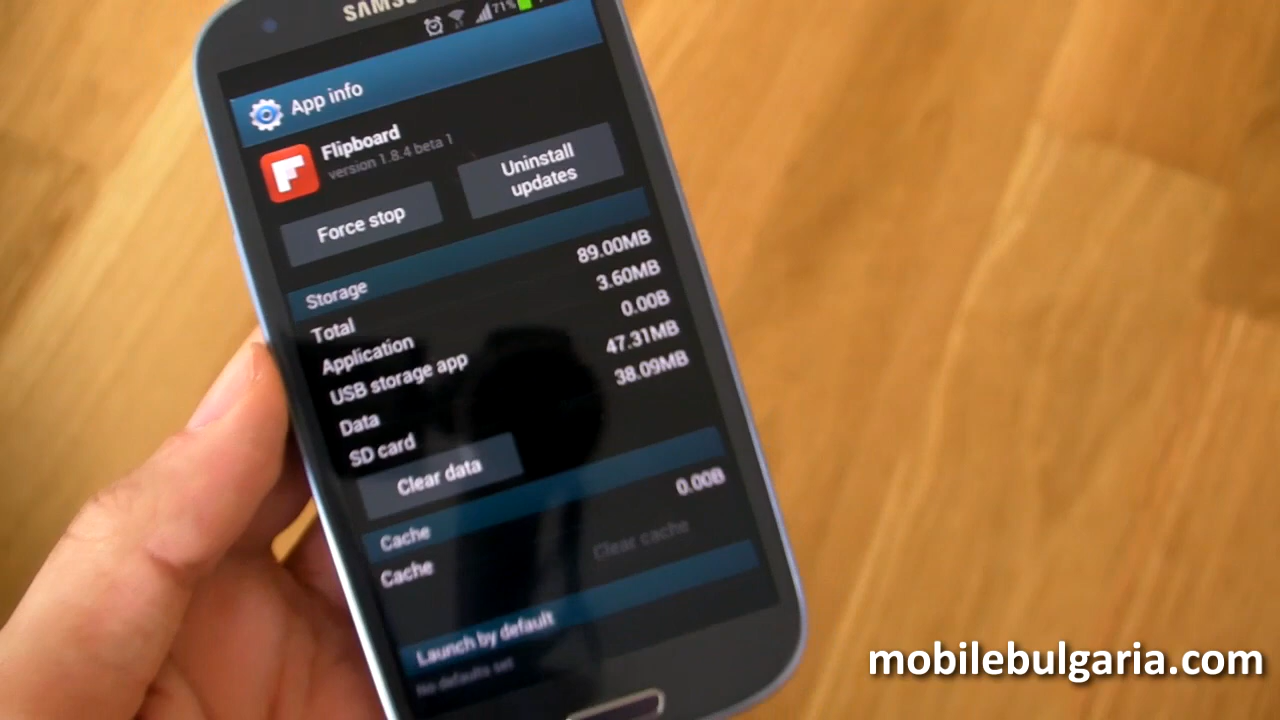 SAMSU
71%
App info
Flipboard
version 1.8.4 beta 1
Force stop
Uninstall
updates
Storage
Total 89.00MB
Application 3.60MB
USB storage app 0.00B
Data 47.31MB
SD card 38.09MB
Clear data
Cache
Cache 0.00B
Clear cache
Launch by default
No defaults set
mobilebulgaria.com